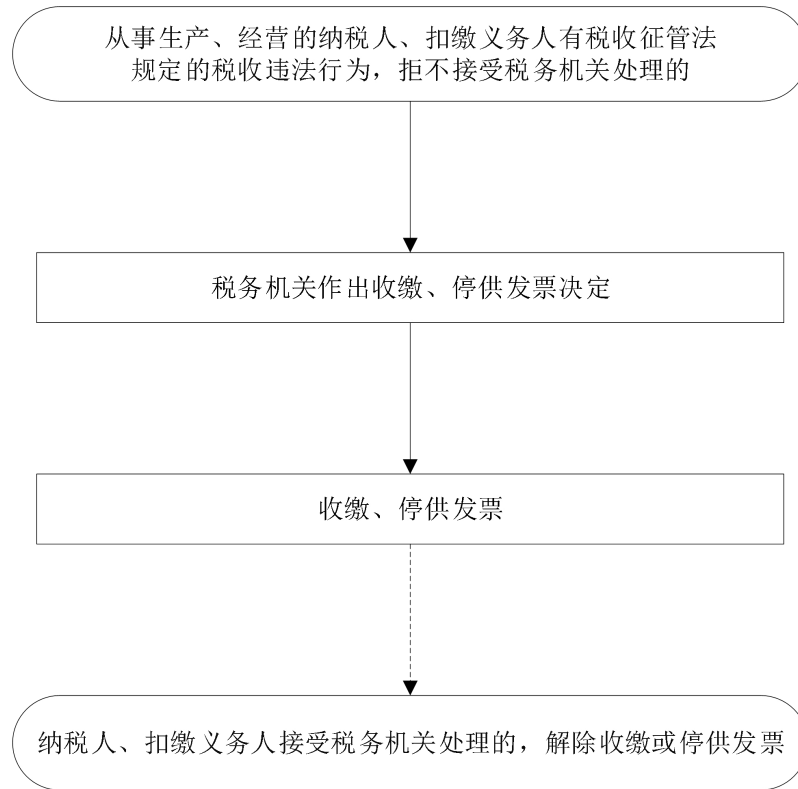 从事生产、经营的纳税人、扣缴义务人有税收征管法
规定的税收违法行为，拒不接受税务机关处理的
税务机关作出收缴、停供发票决定
收缴、停供发票
纳税人、扣缴义务人接受税务机关处理的，解除收缴或停供发票